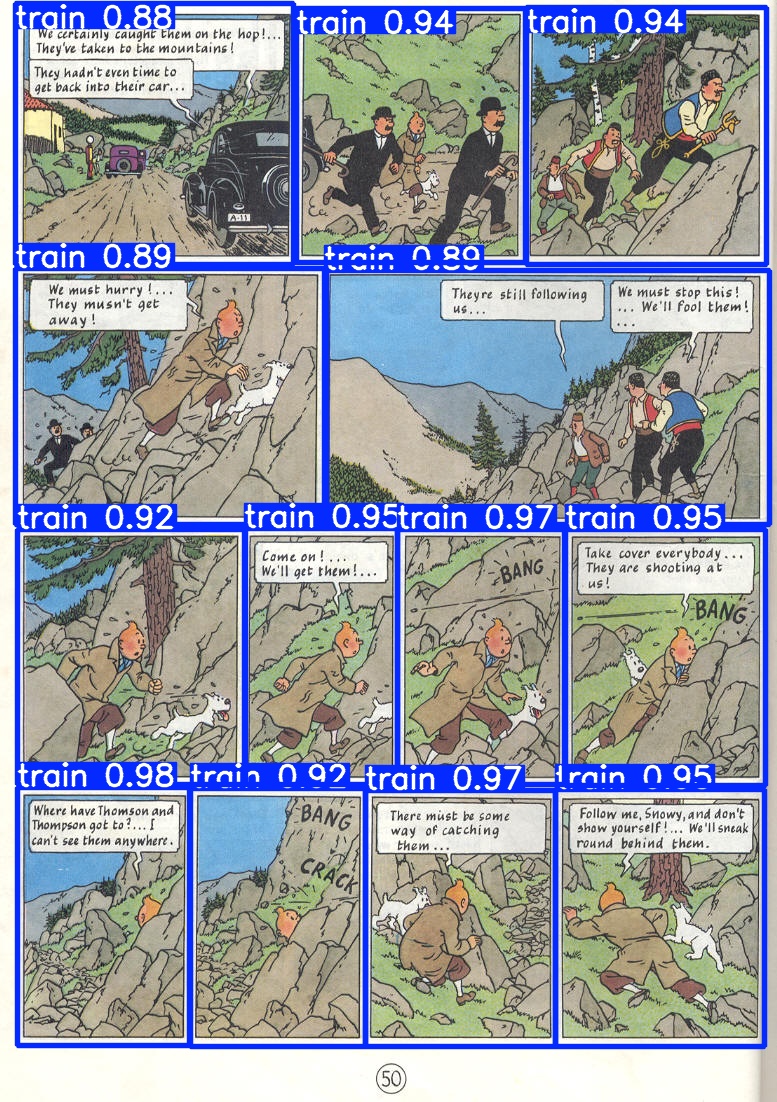 train 0.88
We certainly caught them on the hop!...
They've taken to the mountains!
They hadn't even time to
get back into their car...
A-11
train 0.94
train 0.94
train 0.89
We must hurry!...
They musn't get
away!
train 0.89
Theyre still following
us...
We must stop this!
... We'll fool them!
...
train 0.92
train 0.95
Come on!...
We'll get them!...
train 0.97
BANG
train 0.95
Take cover everybody...
They are shooting at
us!
BANG
train 0.98
Where have Thomson and
Thompson got to?... I
can't see them anywhere.
train 0.92
BANG
CRACK
train 0.97
There must be some
way of catching
them...
train 0.95
Follow me, Snowy, and don't
show yourself!... We'll sneak
round behind them.
50